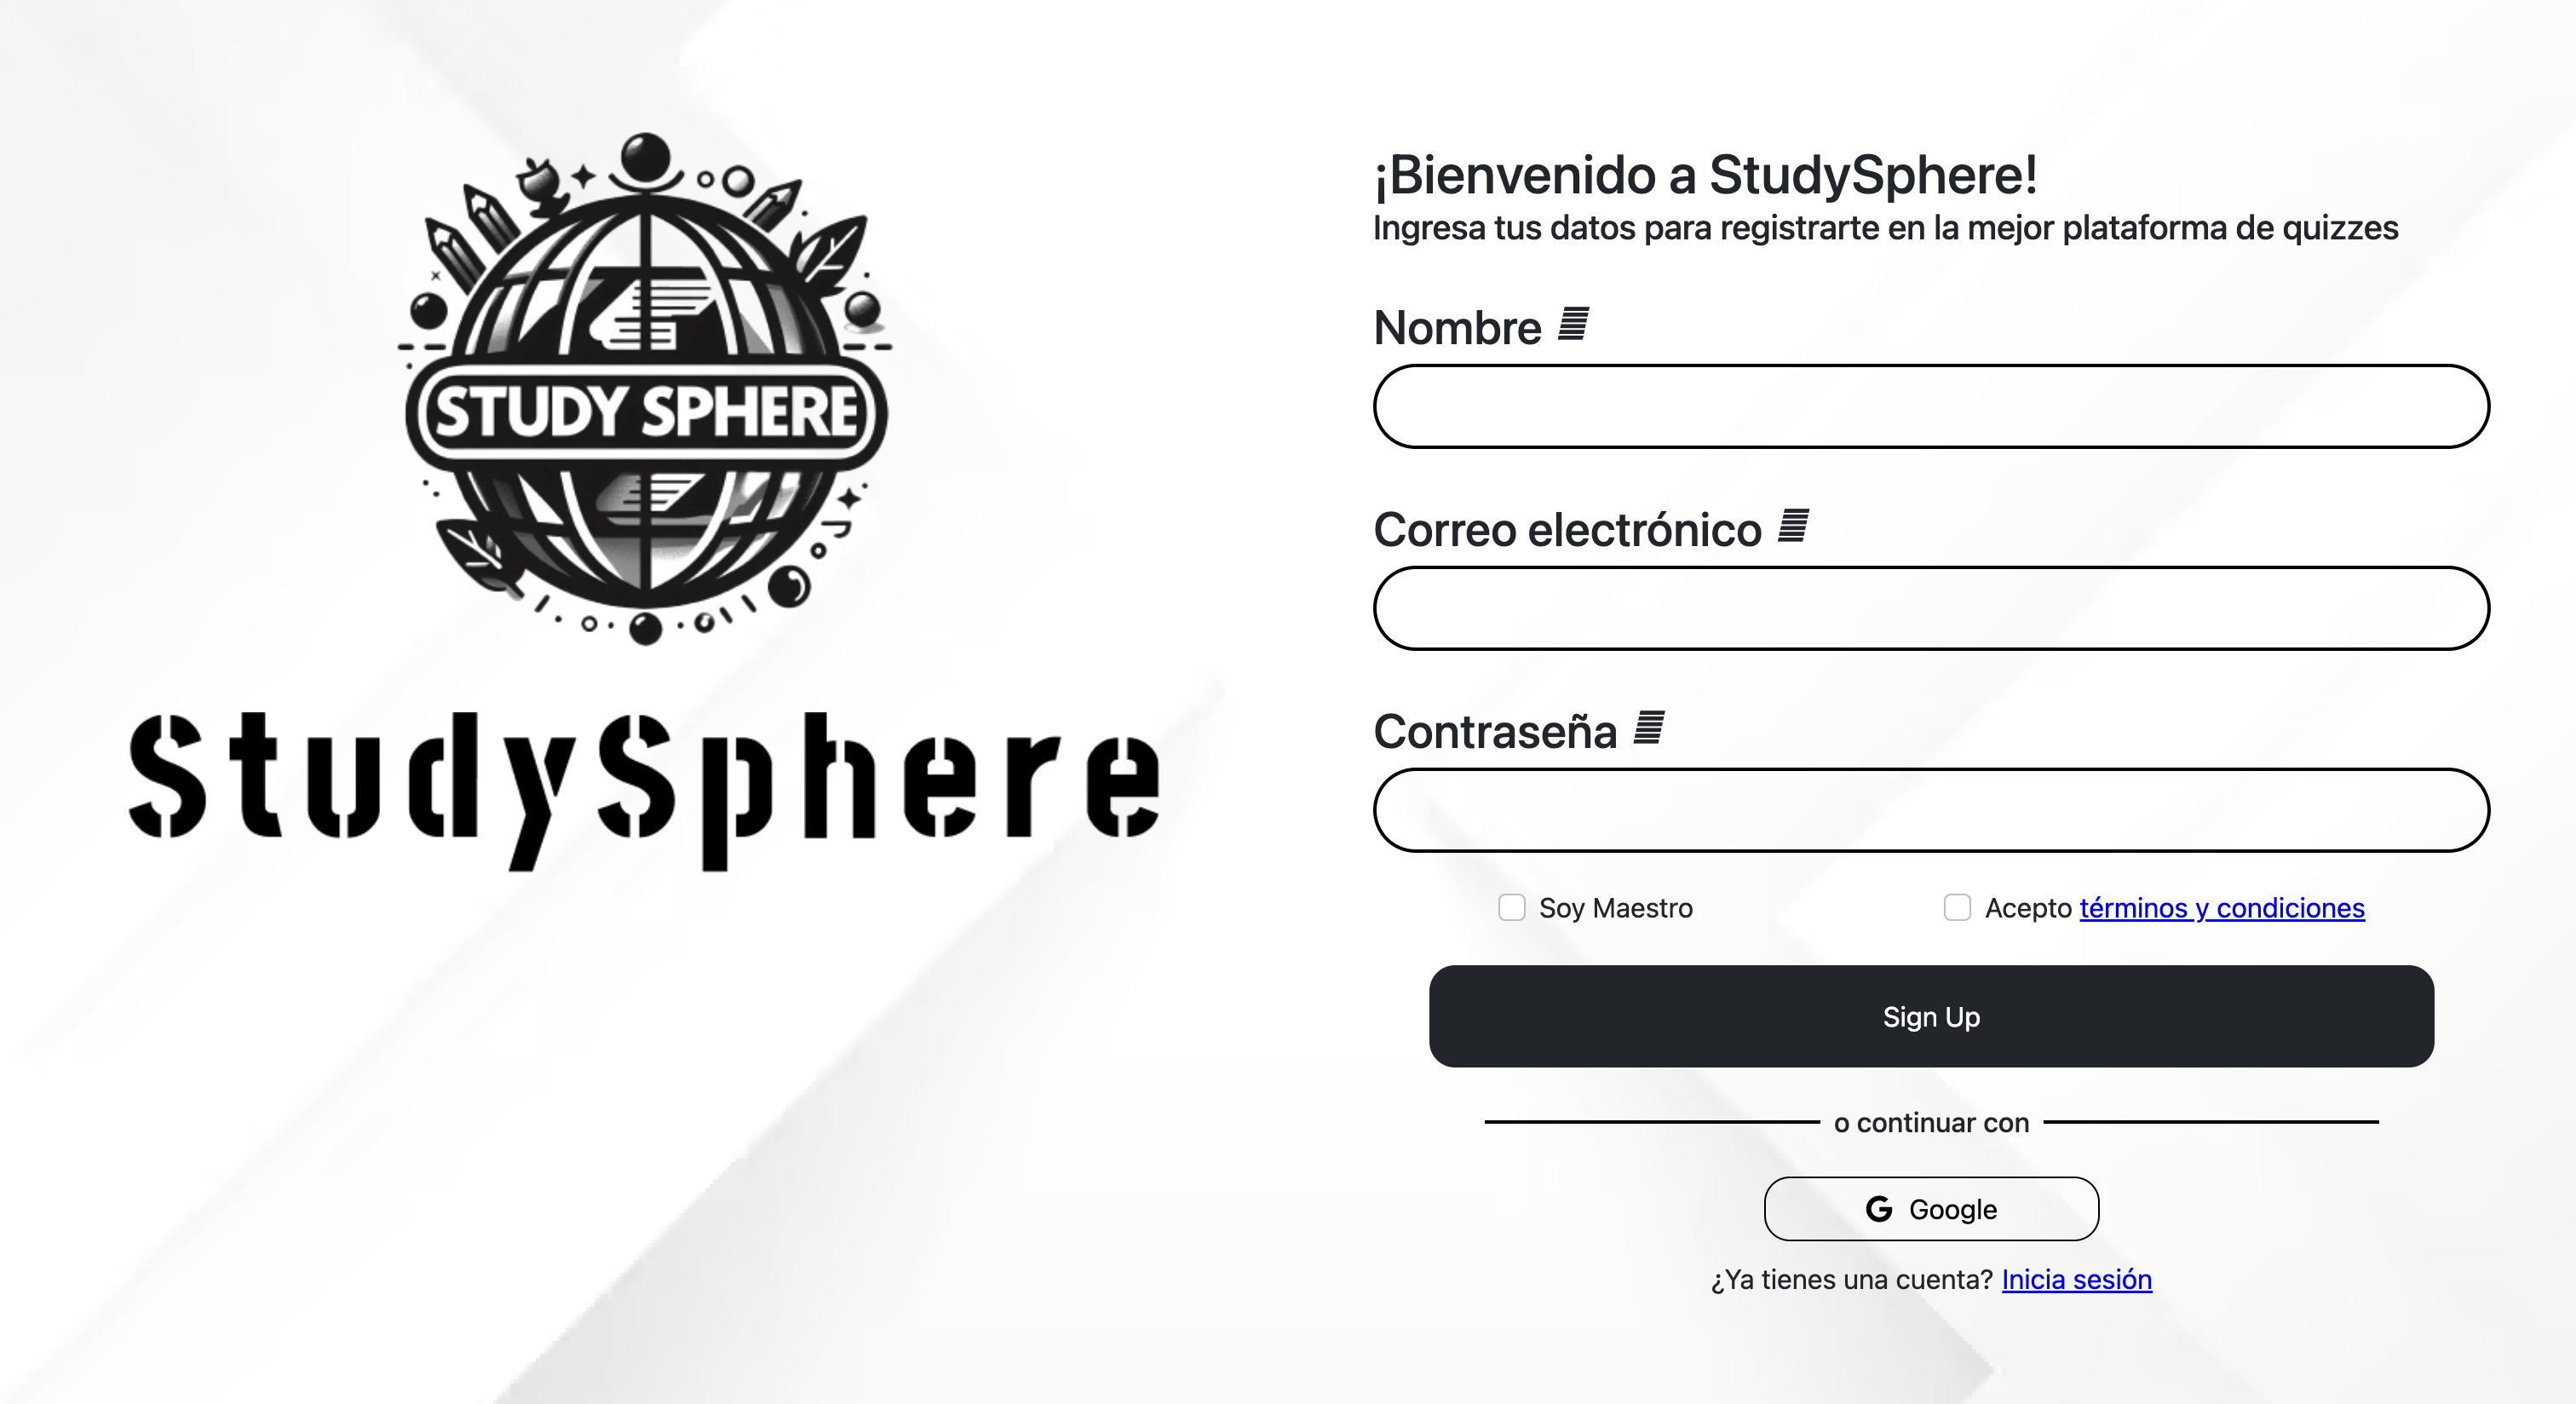 STUDY SPHERE
StudySphere
¡Bienvenido a StudySphere!
Ingresa tus datos para registrarte en la mejor plataforma de quizzes
Nombre
Correo electrónico
Contraseña
Soy Maestro
Acepto términos y condiciones
Sign Up
o continuar con
G Google
¿Ya tienes una cuenta? Inicia sesión